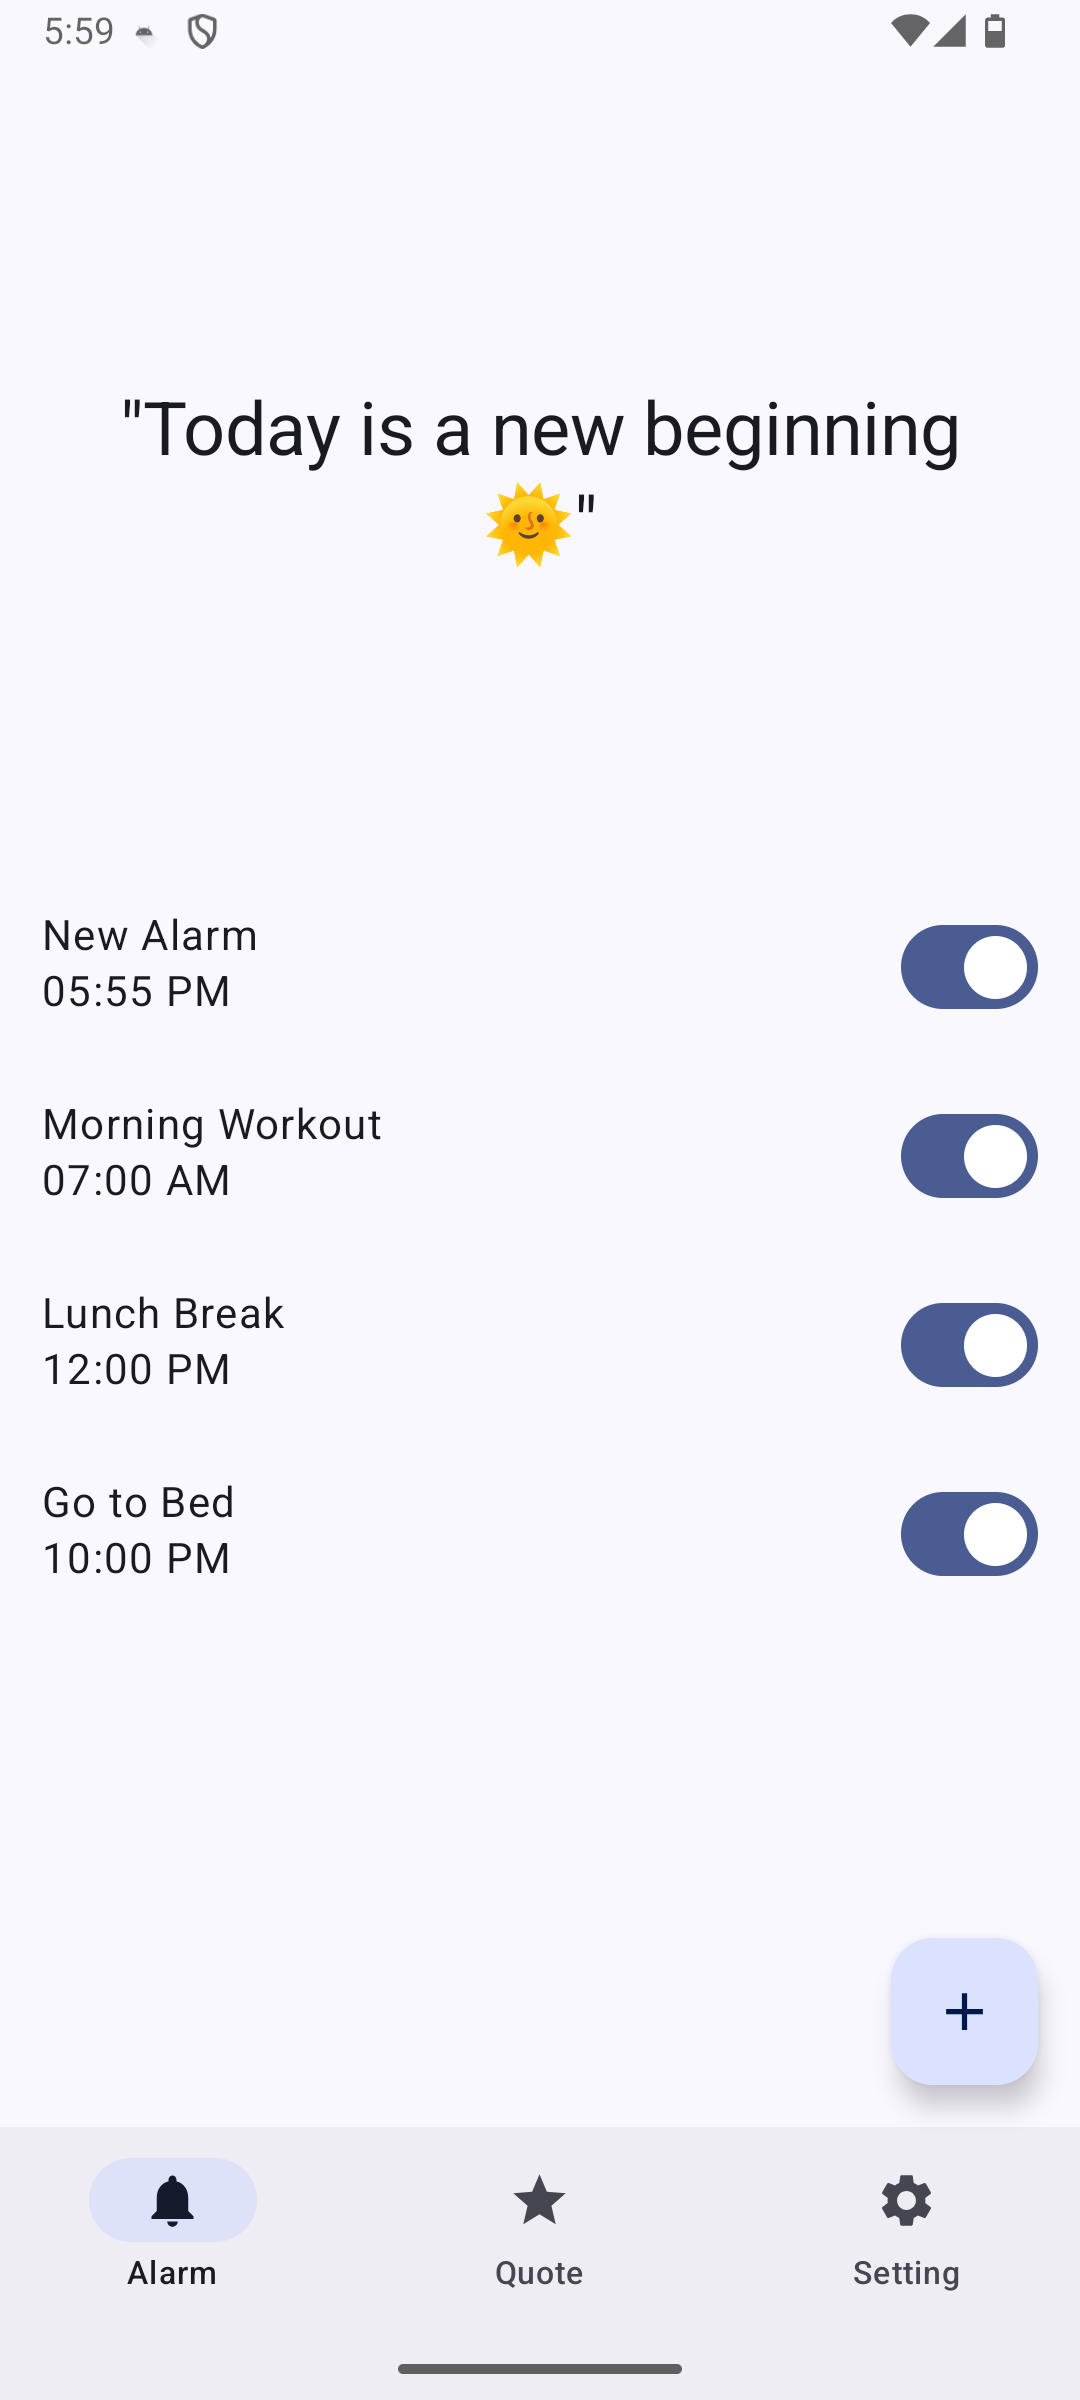 5:59
"Today is a new beginning
🌞"
New Alarm
05:55 PM
Morning Workout
07:00 AM
Lunch Break
12:00 PM
Go to Bed
10:00 PM
Alarm
Quote
Setting